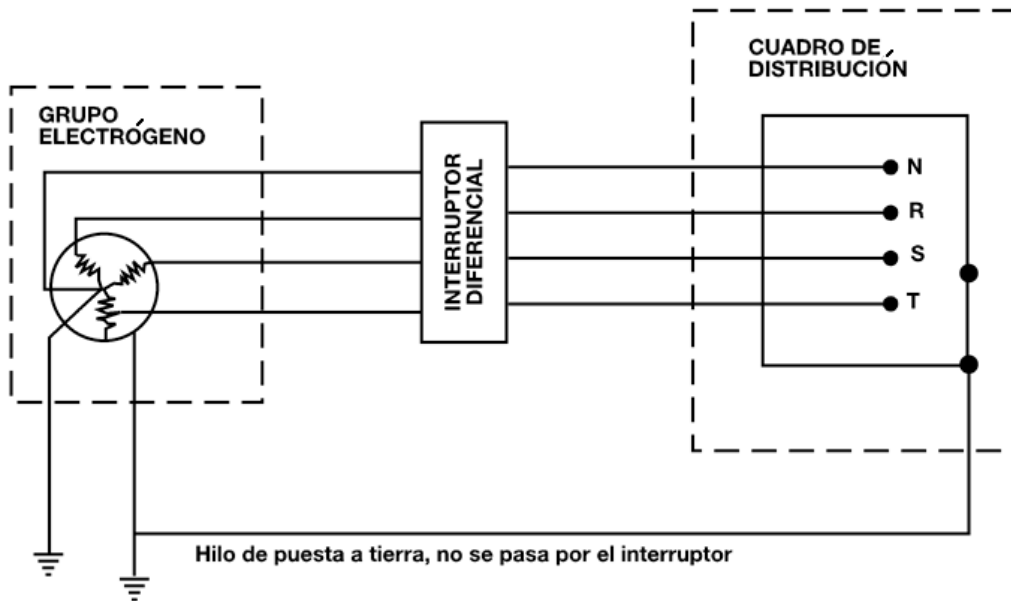 CUADRO DE
DISTRIBUCIÓN
GRUPO
ELECTRÓGENO
INTERRUPTOR
DIFERENCIAL
N
R
S
T
Hilo de puesta a tierra, no se pasa por el interruptor